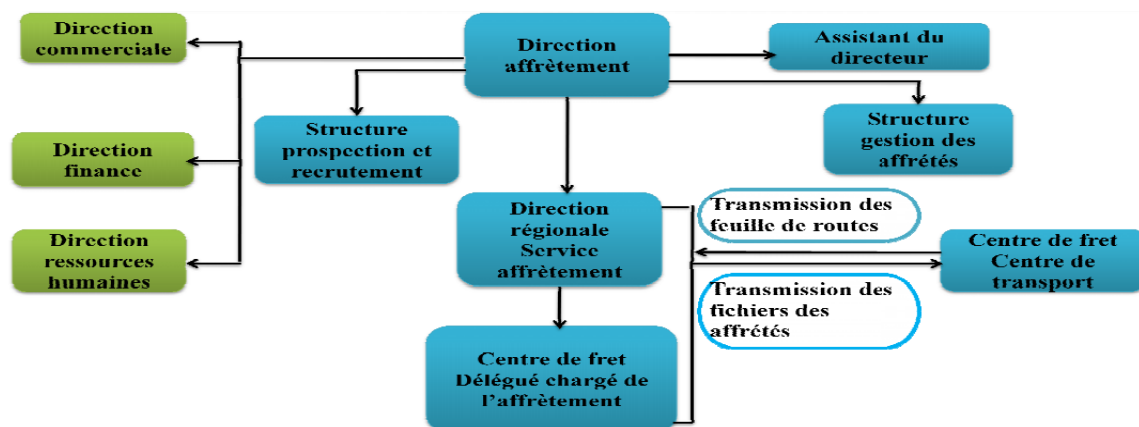 Direction
commerciale
Direction
affrètement
Assistant du
directeur
Structure
prospection et
recrutement
Structure
gestion des
affrétés
Direction
finance
Direction
régionale
Service
affrètement
Transmission des
feuille de routes
Direction
ressources
humaines
Centre de fret
Centre de
transport
Transmission des
fichiers des
affrétés
Centre de fret
Délégué chargé de
l'affrètement